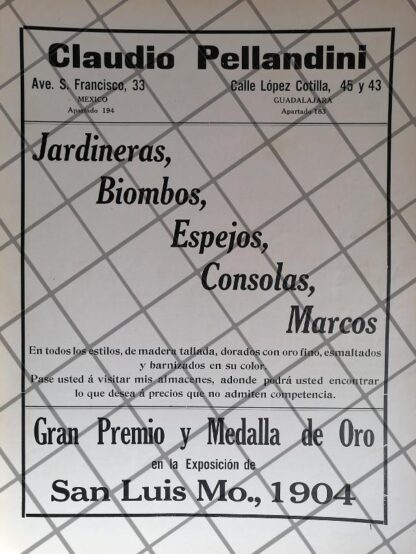 Claudio Pellandini
Ave. S. Francisco, 33 Calle López Cotilla, 45 y 43
MEXICO GUADALAJARA
Apartado 194 Apartado 183
Jardineras,
Biombos,
Espejos,
Consolas,
Marcos
En todos los estilos, de madera tallada, dorados con oro fino, esmaltados
y barnizados en su color.
Pase usted á visitar mis almacenes, adonde podrá usted encontrar
lo que desea á precios que no admiten competencia.
Gran Premio y Medalla de Oro
en la Exposición de
San Luis Mo., 1904